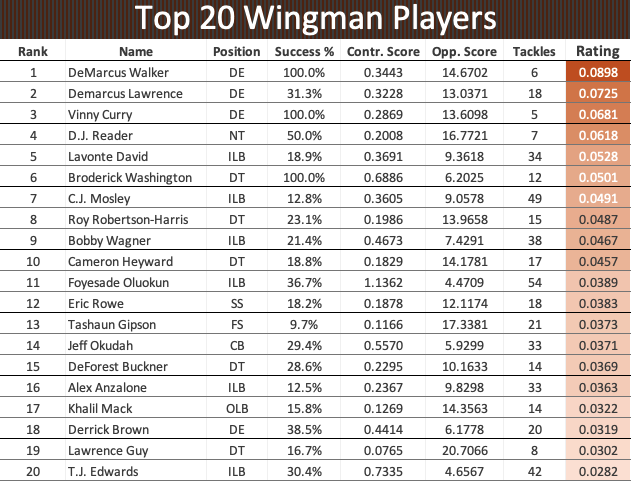 Top 20 Wingman Players
Rank Name Position Success % Contr. Score Opp. Score Tackles Rating
1 DeMarcus Walker DE 100.0% 0.3443 14.6702 6 0.0898
2 Demarcus Lawrence DE 31.3% 0.3228 13.0371 18 0.0725
3 Vinny Curry DE 100.0% 0.2869 13.6098 5 0.0681
4 D.J. Reader NT 50.0% 0.2008 16.7721 7 0.0618
5 Lavonte David ILB 18.9% 0.3691 9.3618 34 0.0528
6 Broderick Washington DT 100.0% 0.6886 6.2025 12 0.0501
7 C.J. Mosley ILB 12.8% 0.3605 9.0578 49 0.0491
8 Roy Robertson-Harris DT 23.1% 0.1986 13.9658 15 0.0487
9 Bobby Wagner ILB 21.4% 0.4673 7.4291 38 0.0467
10 Cameron Heyward DT 18.8% 0.1829 14.1781 17 0.0457
11 Foyesade Oluokun ILB 36.7% 1.1362 4.4709 54 0.0389
12 Eric Rowe SS 18.2% 0.1878 12.1174 18 0.0383
13 Tashaun Gipson FS 9.7% 0.1166 17.3381 21 0.0373
14 Jeff Okudah CB 29.4% 0.5570 5.9299 33 0.0371
15 DeForest Buckner DT 28.6% 0.2295 10.1633 14 0.0369
16 Alex Anzalone ILB 12.5% 0.2367 9.8298 33 0.0363
17 Khalil Mack OLB 15.8% 0.1269 14.3563 14 0.0322
18 Derrick Brown DE 38.5% 0.4414 6.1778 20 0.0319
19 Lawrence Guy DT 16.7% 0.0765 20.7066 8 0.0302
20 T.J. Edwards ILB 30.4% 0.7335 4.6567 42 0.0282